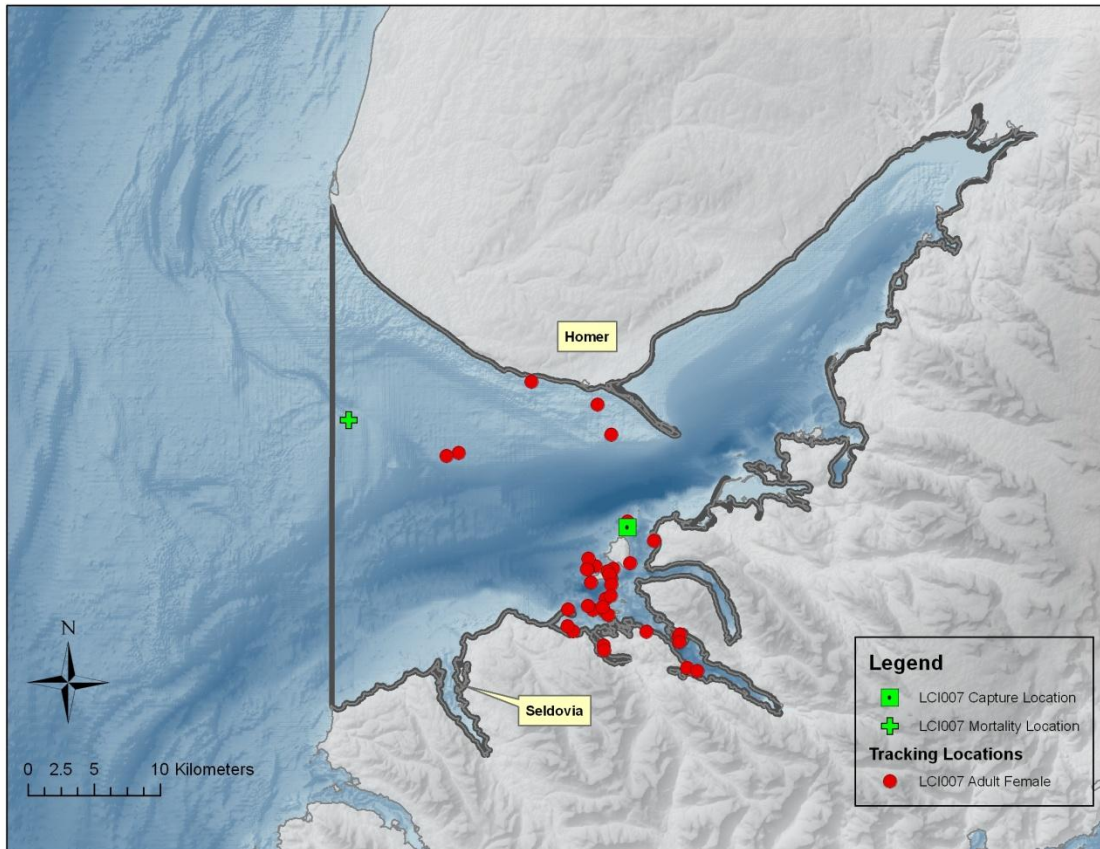 Homer
Seldovia
N
0 2.5 5 10 Kilometers
Legend
LCI007 Capture Location
LCI007 Mortality Location
Tracking Locations
LCI007 Adult Female